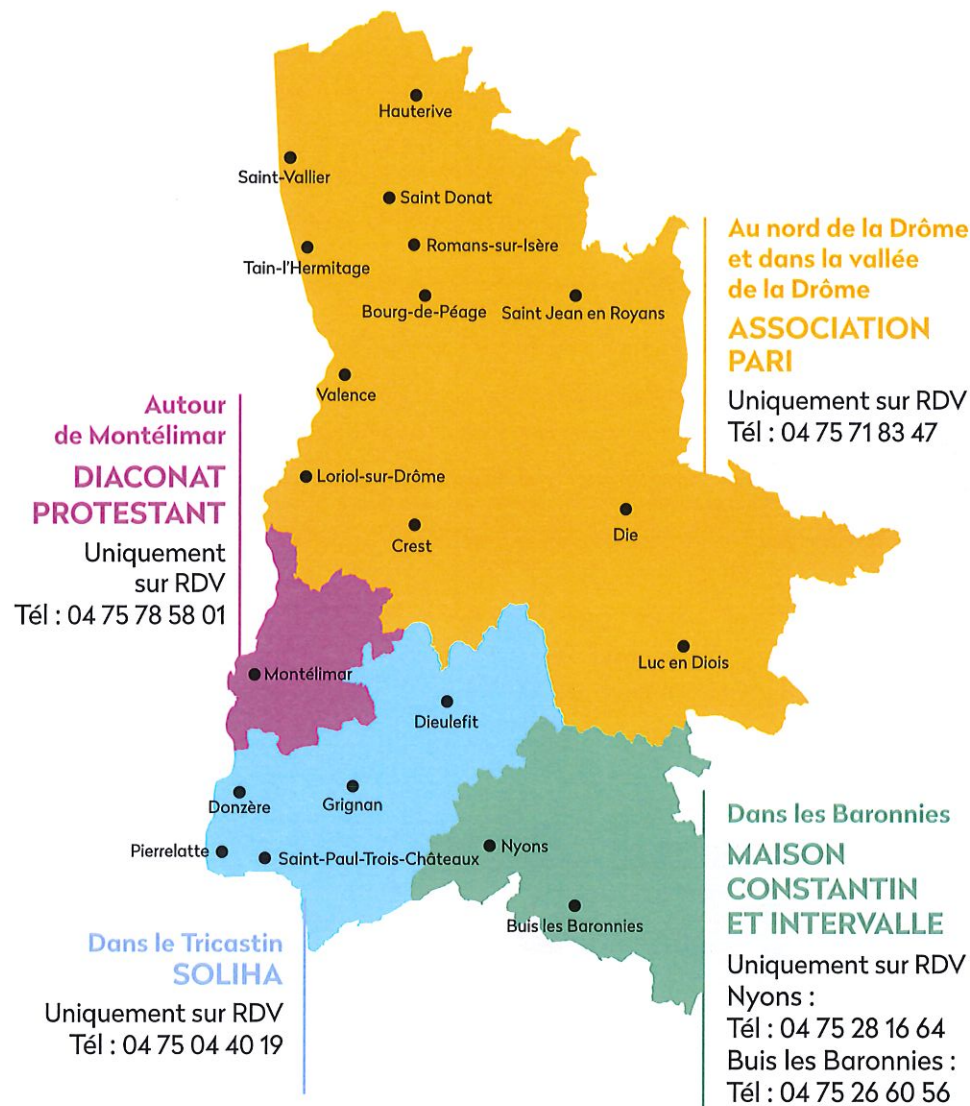 Hauterive
Saint-Vallier
Saint Donat
Tain-l'Hermitage
Romans-sur-Isère
Bourg-de-Péage
Saint Jean en Royans
Valence
Loriol-sur-Drôme
Crest
Die
Luc en Diois
Montélimar
Dieulefit
Donzère
Grignan
Pierrelatte
Saint-Paul-Trois-Châteaux
Nyons
Buis les Baronnies
Au nord de la Drôme
et dans la vallée
de la Drôme
ASSOCIATION
PARI
Uniquement sur RDV
Tél : 04 75 71 83 47
Autour
de Montélimar
DIACONAT
PROTESTANT
Uniquement
sur RDV
Tél : 04 75 78 58 01
Dans le Tricastin
SOLIHA
Uniquement sur RDV
Tél : 04 75 04 40 19
Dans les Baronnies
MAISON
CONSTANTIN
ET INTERVALLE
Uniquement sur RDV
Nyons :
Tél : 04 75 28 16 64
Buis les Baronnies :
Tél : 04 75 26 60 56